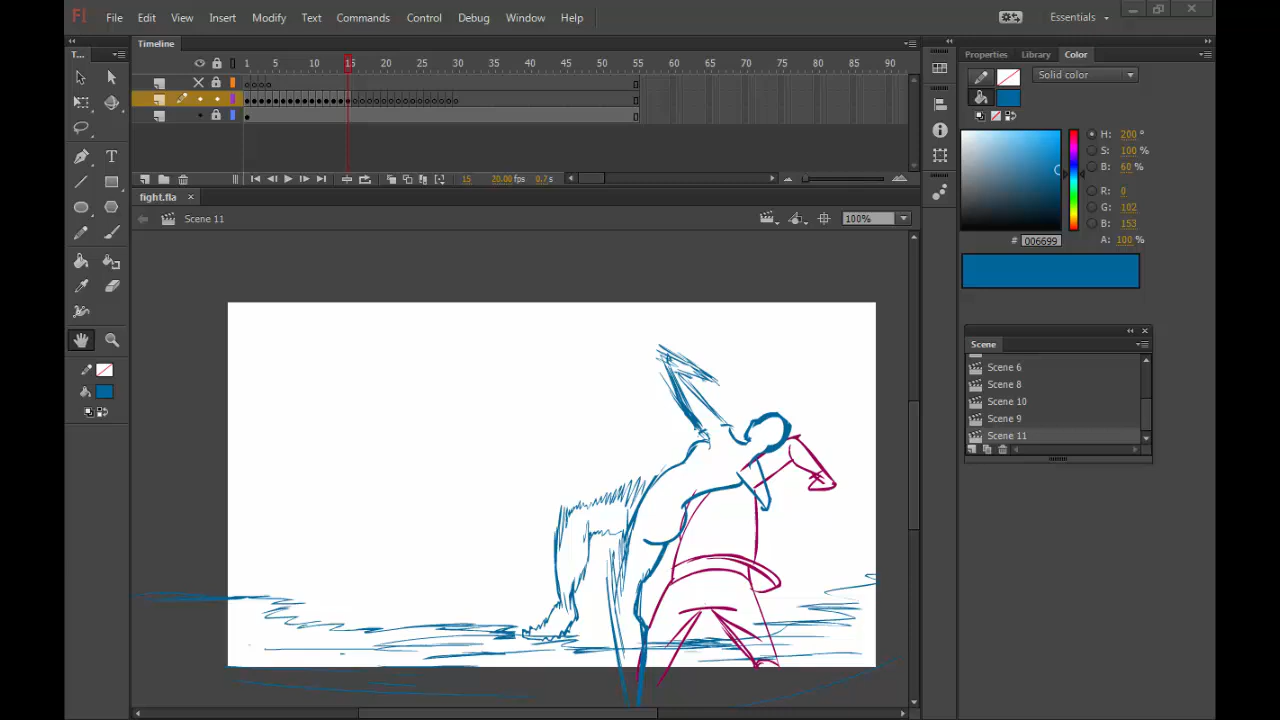 Fl File Edit View Insert Modify Text Commands Control Debug Window Help Essentials
Timeline
T...
1 5 10 15 20 25 30 35 40 45 50 55 60 65 70 75 80 85 90
15 20.00 fps 0.7 s
fight.fla
Scene 11
100%
Properties Library Color
Solid color
H: 200 °
S: 100 %
B: 60 %
R: 0
G: 102
B: 153
# 006699 A: 100 %
Scene
Scene 6
Scene 8
Scene 10
Scene 9
Scene 11